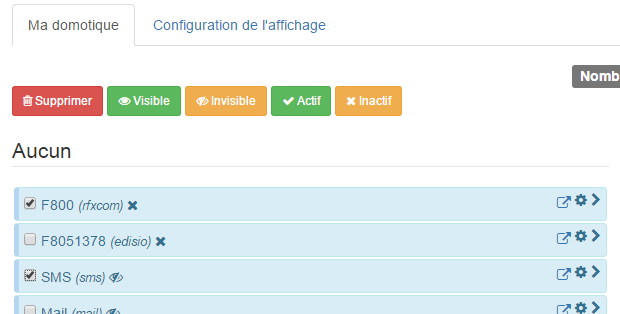 Ma domotique Configuration de l'affichage
Nomb
Supprimer Visible Invisible Actif Inactif
Aucun
F800 (rfxcom)
F8051378 (edisio)
SMS (sms)
Mail (mail)